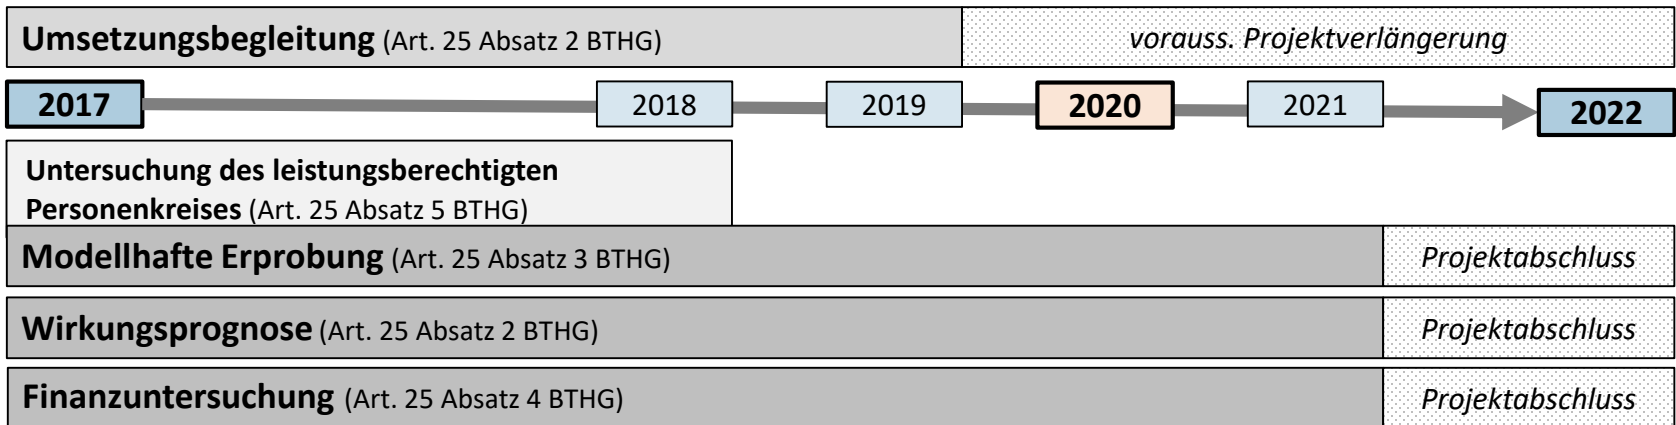 Umsetzungsbegleitung (Art. 25 Absatz 2 BTHG) vorauss. Projektverlängerung
2017 2018 2019 2020 2021 2022
Untersuchung des leistungsberechtigten
Personenkreises (Art. 25 Absatz 5 BTHG)
Modellhafte Erprobung (Art. 25 Absatz 3 BTHG) Projektabschluss
Wirkungsprognose (Art. 25 Absatz 2 BTHG) Projektabschluss
Finanzuntersuchung (Art. 25 Absatz 4 BTHG) Projektabschluss